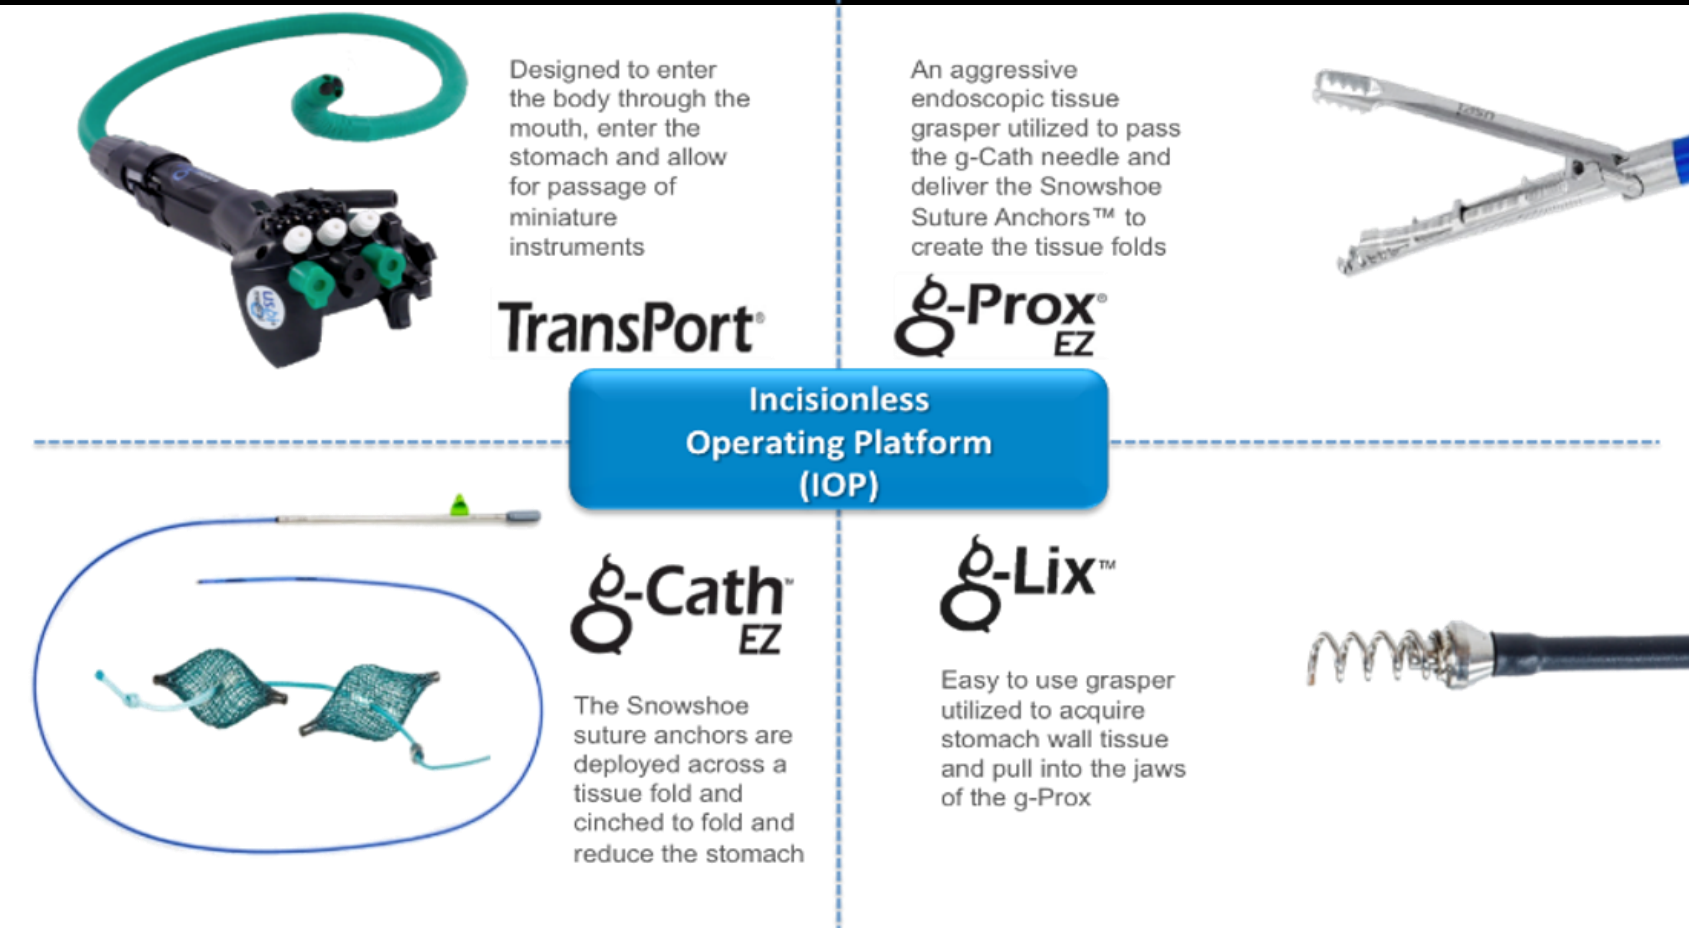 Designed to enter
the body through the
mouth, enter the
stomach and allow
for passage of
miniature
instruments
TransPort®
An aggressive
endoscopic tissue
grasper utilized to pass
the g-Cath needle and
deliver the Snowshoe
Suture Anchors™ to
create the tissue folds
g-Prox®
EZ
USGI
Incisionless
Operating Platform
(IOP)
g-Cath™
EZ
The Snowshoe
suture anchors are
deployed across a
tissue fold and
cinched to fold and
reduce the stomach
g-Lix™
Easy to use grasper
utilized to acquire
stomach wall tissue
and pull into the jaws
of the g-Prox